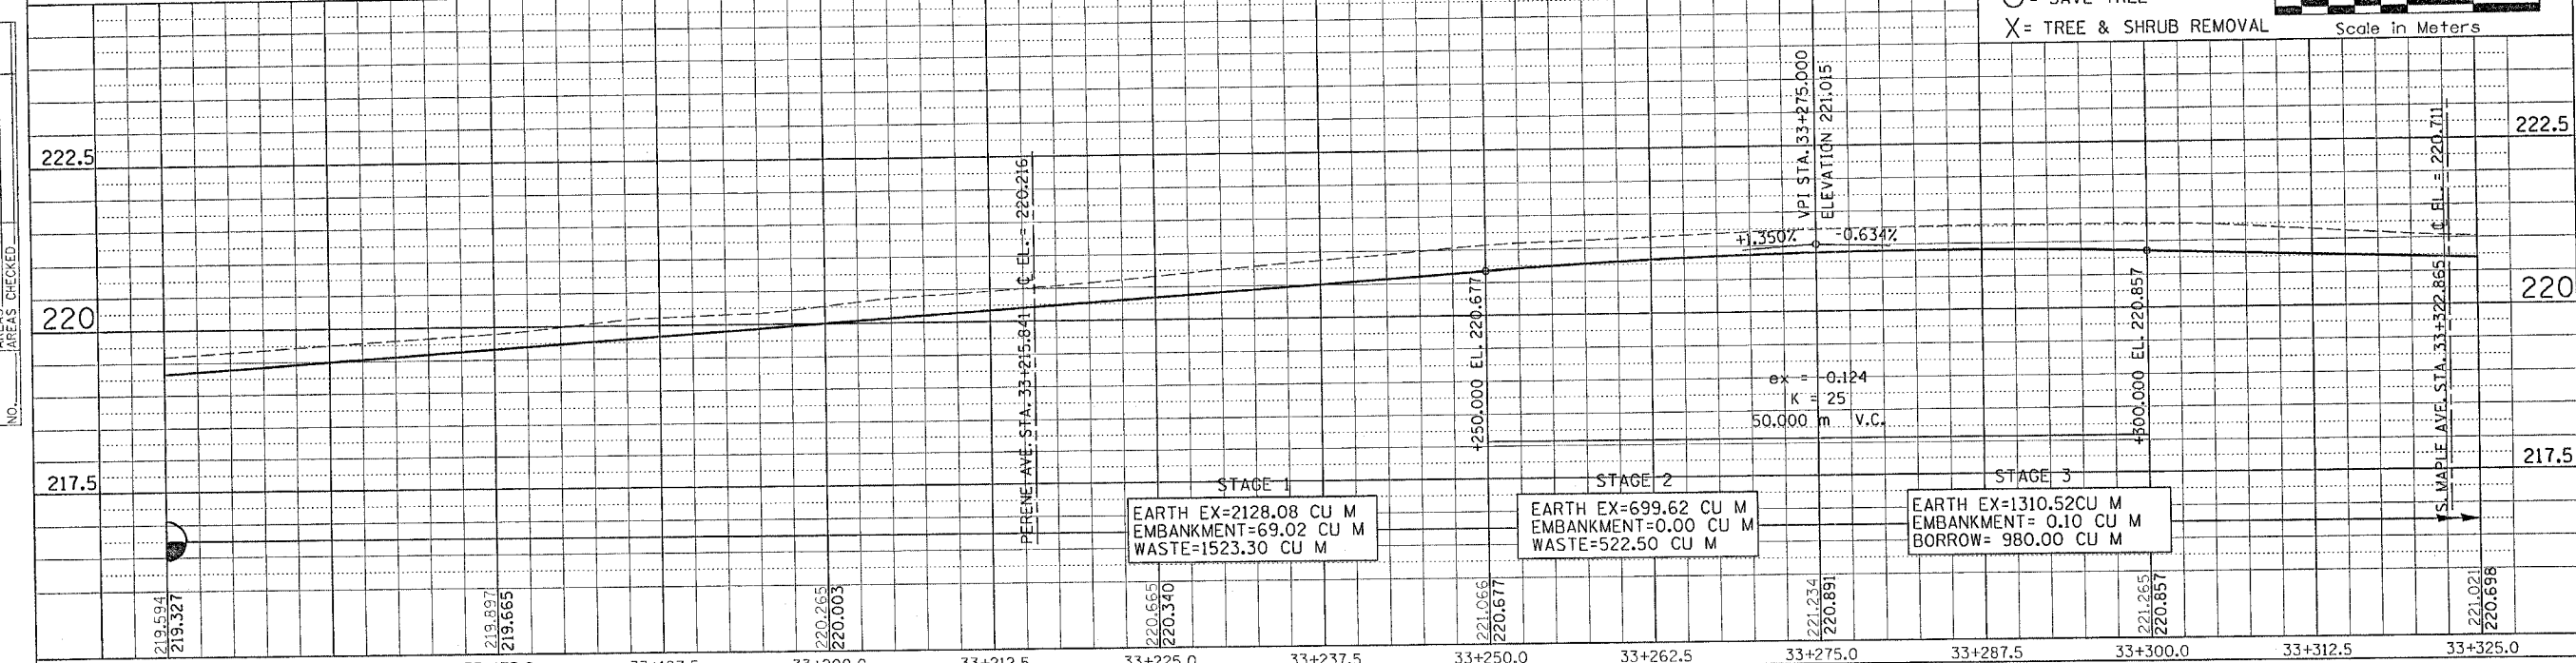 = SAVE TREE
X= TREE & SHRUB REMOVAL
Scale in Meters
AREAS CHECKED
NO.
222.5
222.5
220
220
217.5
217.5
PERENE AVE. STA. 33+215.841 ℄ EL. = 220.216
VPI STA. 33+275.000
ELEVATION 221.015
+1.350%
-0.634%
+250.000 EL. 220.677
+300.000 EL. 220.857
S. MAPLE AVE. STA. 33+322.865 ℄ EL. = 220.711
ex = -0.124
K = 25
50.000 m V.C.
STAGE 1
EARTH EX=2128.08 CU M
EMBANKMENT=69.02 CU M
WASTE=1523.30 CU M
STAGE 2
EARTH EX=699.62 CU M
EMBANKMENT=0.00 CU M
WASTE=522.50 CU M
STAGE 3
EARTH EX=1310.52CU M
EMBANKMENT= 0.10 CU M
BORROW= 980.00 CU M
219.594
219.327
219.897
219.665
220.265
220.003
220.665
220.340
221.066
220.677
221.234
220.891
221.265
220.857
221.021
220.698
33+212.5
33+225.0
33+237.5
33+250.0
33+262.5
33+275.0
33+287.5
33+300.0
33+312.5
33+325.0